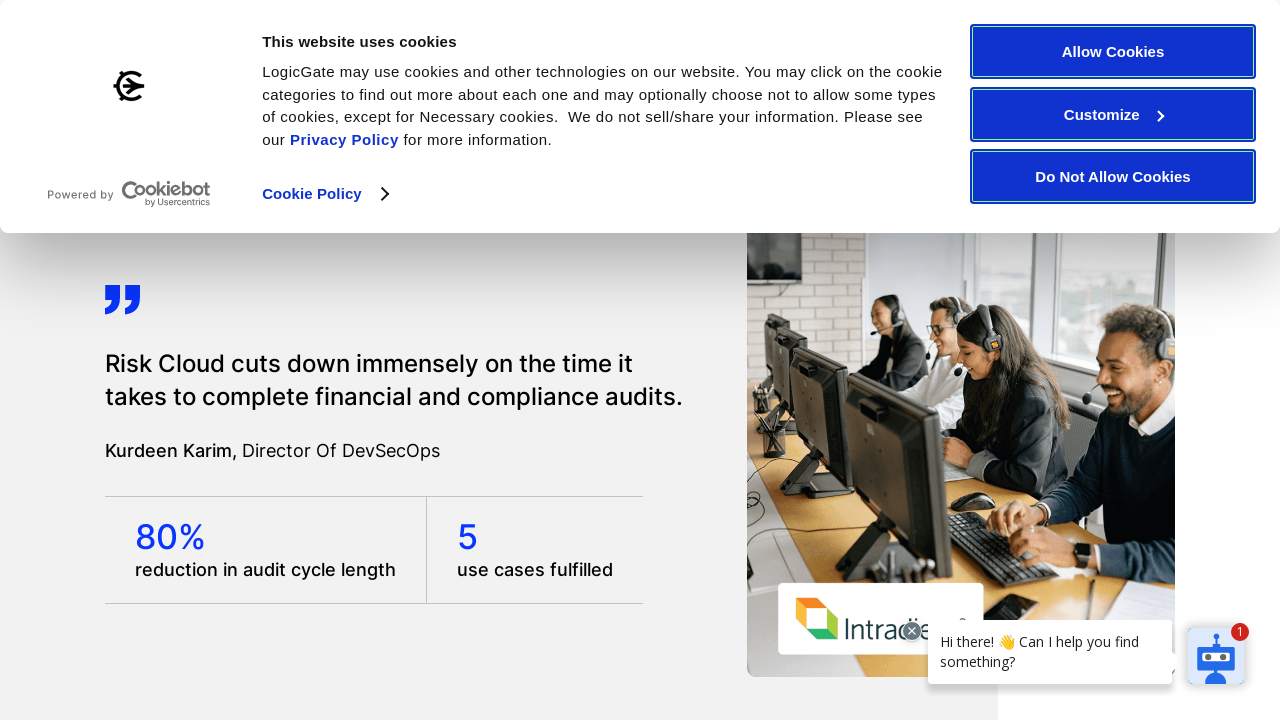 This website uses cookies
LogicGate may use cookies and other technologies on our website. You may click on the cookie
categories to find out more about each one and may optionally choose not to allow some types
of cookies, except for Necessary cookies.  We do not sell/share your information. Please see
our Privacy Policy for more information.
Cookie Policy
Powered by Cookiebot
by Usercentrics
Allow Cookies
Customize
Do Not Allow Cookies
”
Risk Cloud cuts down immensely on the time it
takes to complete financial and compliance audits.
Kurdeen Karim, Director Of DevSecOps
80%
reduction in audit cycle length
5
use cases fulfilled
Hi there! 👋 Can I help you find
something?
1